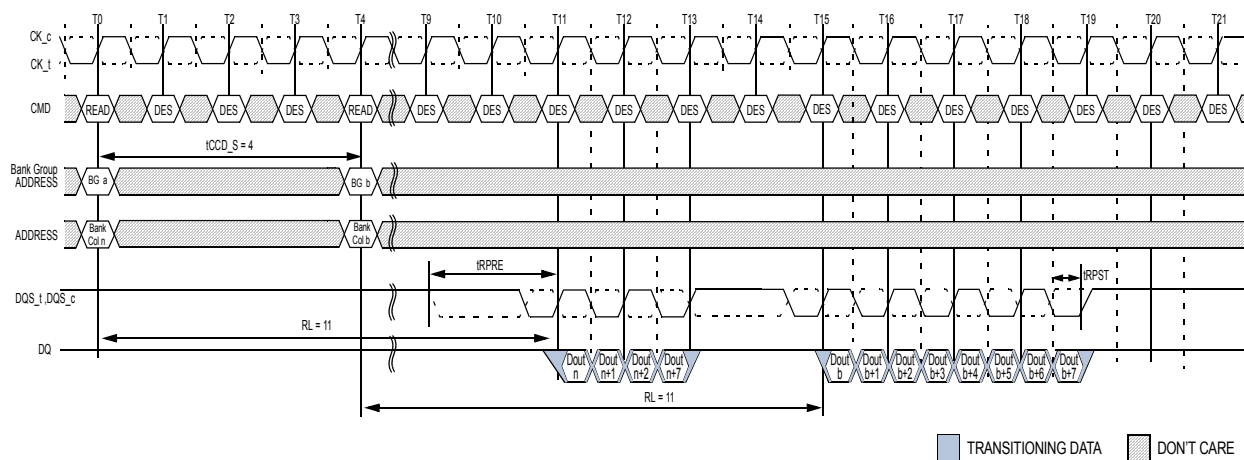 T0 T1 T2 T3 T4 T9 T10 T11 T12 T13 T14 T15 T16 T17 T18 T19 T20 T21
CK_c
CK_t
CMD READ DES DES DES READ DES DES DES DES DES DES DES DES DES DES DES DES DES
tCCD_S = 4
Bank Group
ADDRESS BG a BG b
ADDRESS Bank
Col n Bank
Col b
tRPRE tRPST
DQS_t ,DQS_c
RL = 11
DQ
Dout
n Dout
n+1 Dout
n+2 Dout
n+7 Dout
b Dout
b+1 Dout
b+2 Dout
b+3 Dout
b+4 Dout
b+5 Dout
b+6 Dout
b+7
RL = 11
TRANSITIONING DATA DON'T CARE